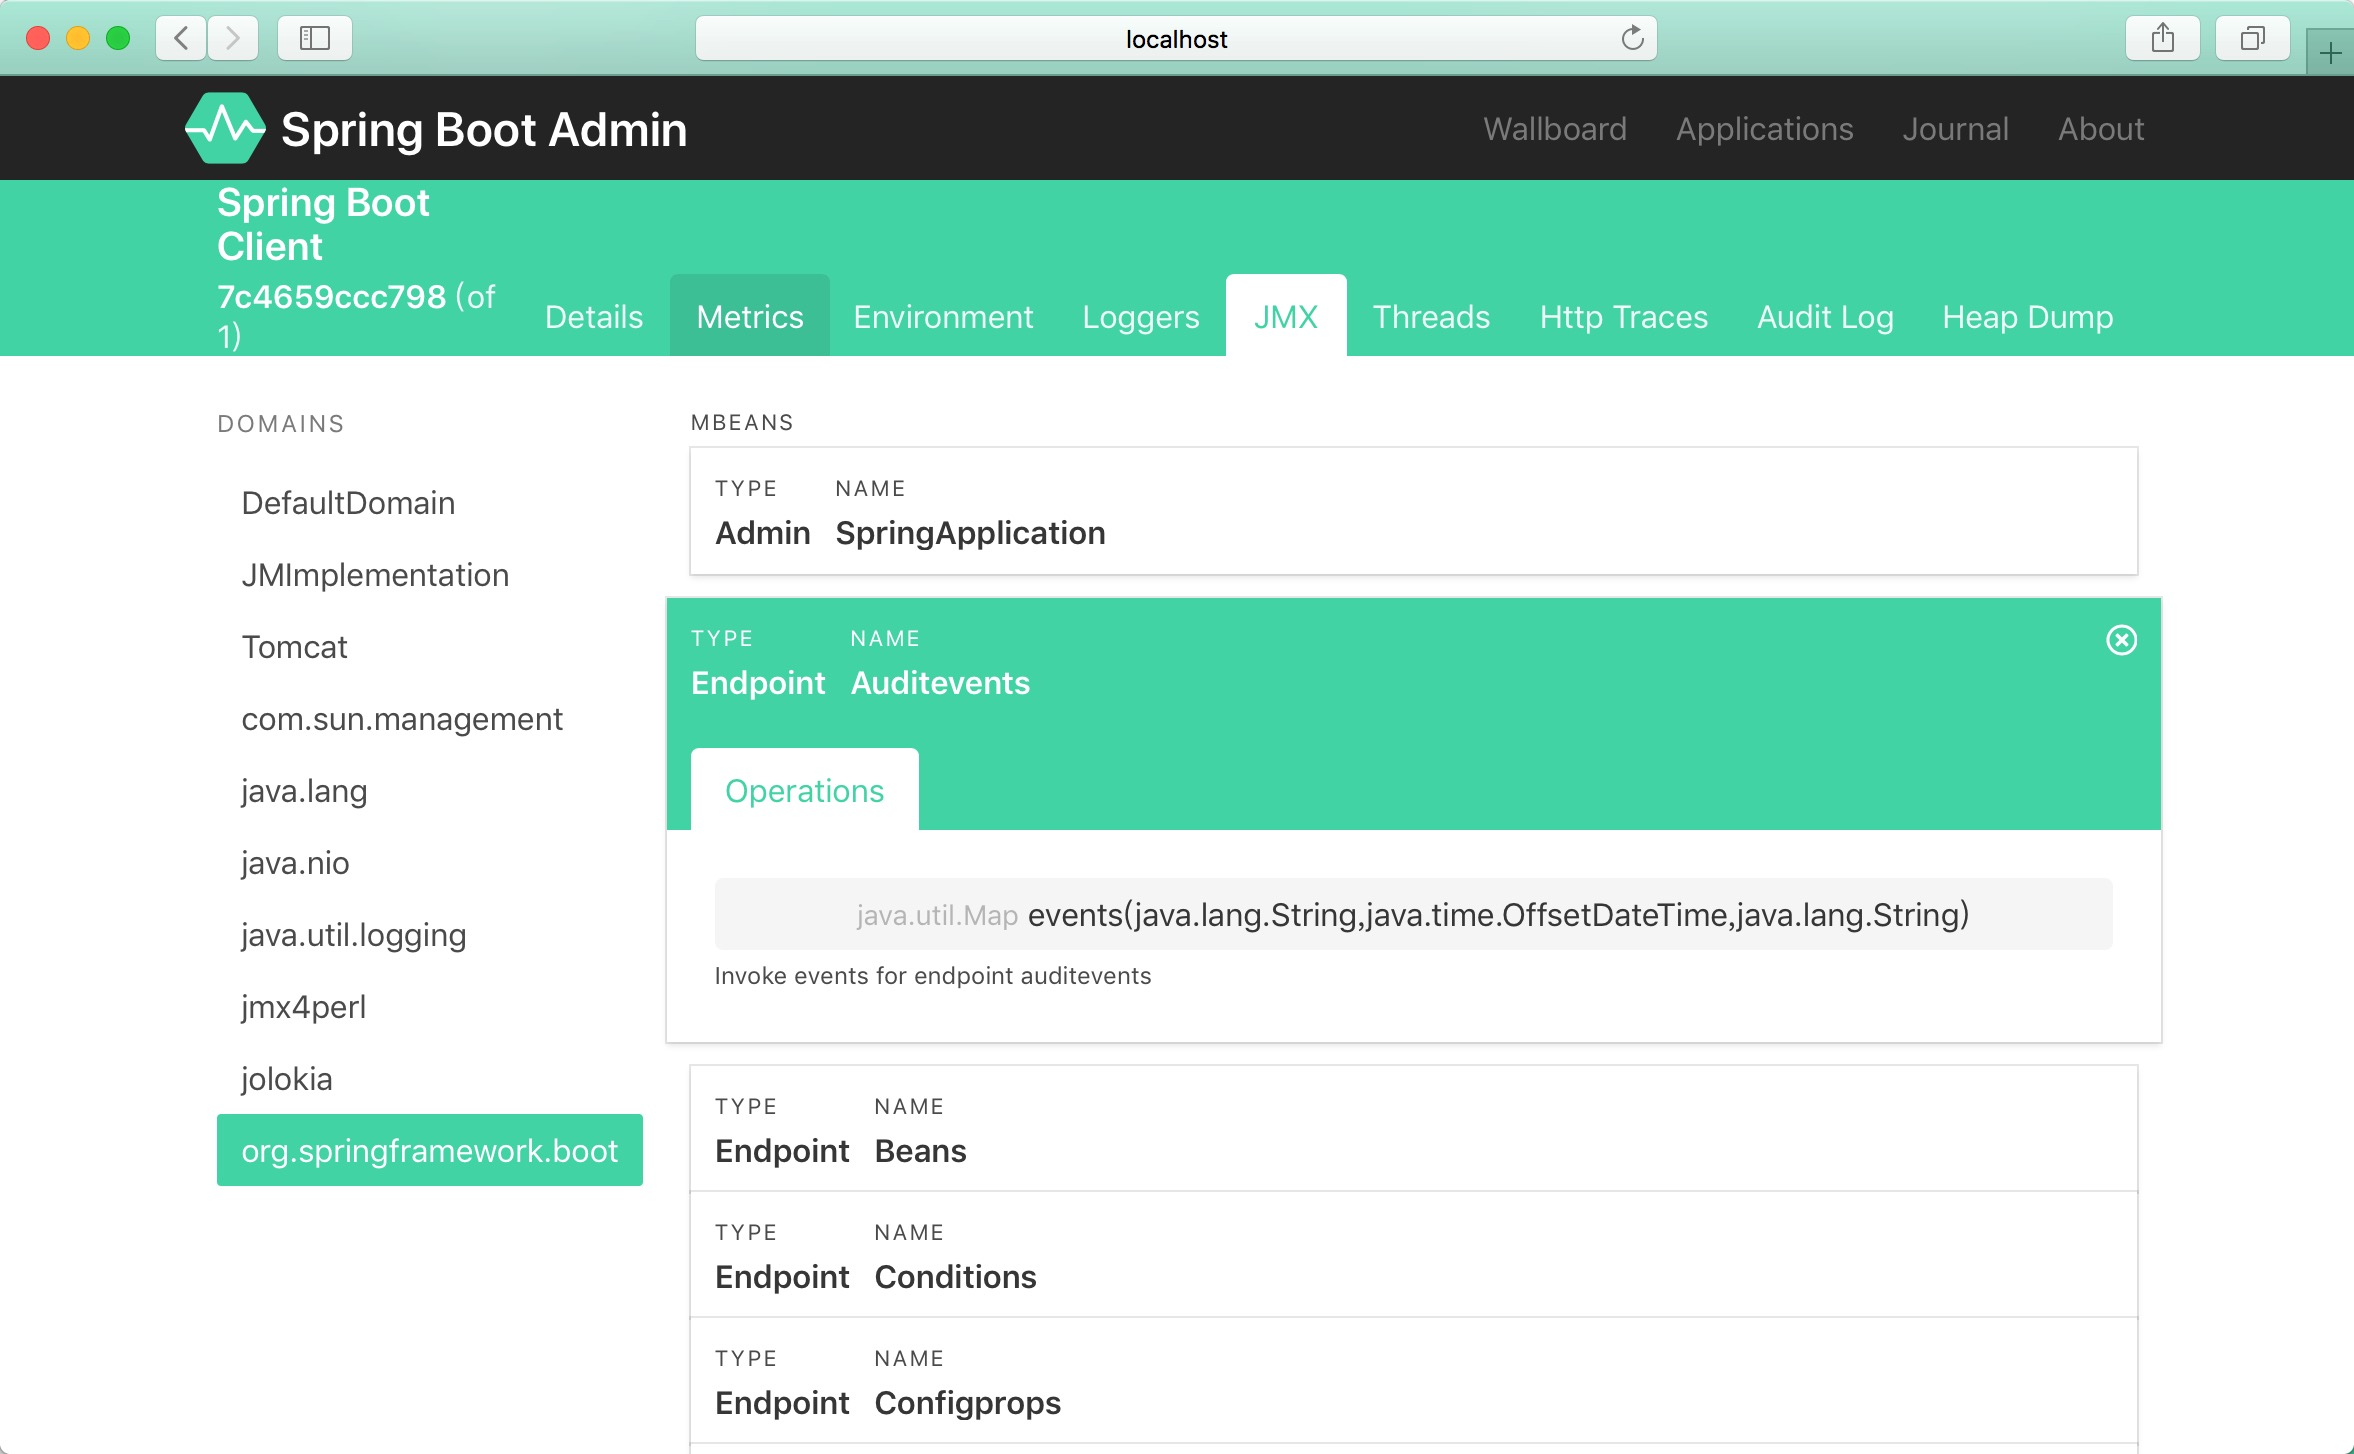 localhost
Spring Boot Admin
Wallboard Applications Journal About
Spring Boot
Client
7c4659ccc798 (of
1)
Details Metrics Environment Loggers JMX Threads Http Traces Audit Log Heap Dump
DOMAINS
DefaultDomain
JMImplementation
Tomcat
com.sun.management
java.lang
java.nio
java.util.logging
jmx4perl
jolokia
org.springframework.boot
MBEANS
TYPE NAME
Admin SpringApplication
TYPE NAME
Endpoint Auditevents
Operations
java.util.Map events(java.lang.String,java.time.OffsetDateTime,java.lang.String)
Invoke events for endpoint auditevents
TYPE NAME
Endpoint Beans
TYPE NAME
Endpoint Conditions
TYPE NAME
Endpoint Configprops